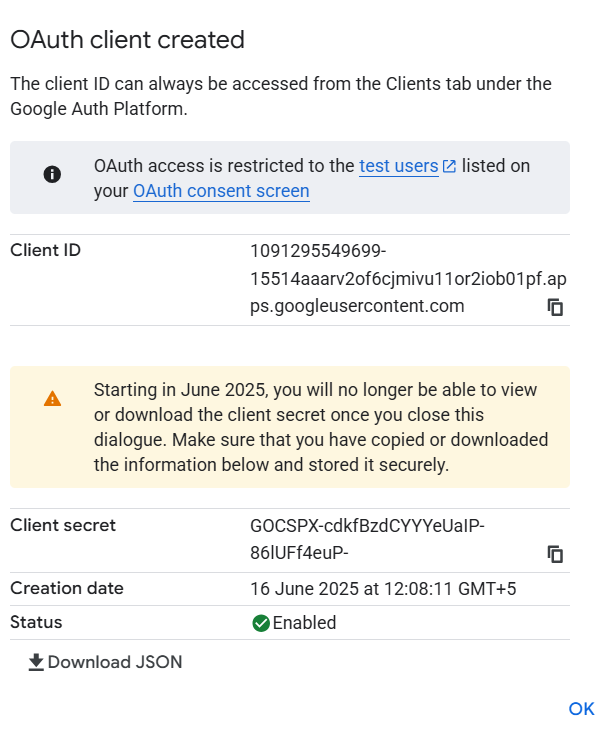 OAuth client created
The client ID can always be accessed from the Clients tab under the
Google Auth Platform.
OAuth access is restricted to the test users listed on
your OAuth consent screen
Client ID
1091295549699-
15514aaarv2of6cjmivu11or2iob01pf.ap
ps.googleusercontent.com
Starting in June 2025, you will no longer be able to view
or download the client secret once you close this
dialogue. Make sure that you have copied or downloaded
the information below and stored it securely.
Client secret
GOCSPX-cdkfBzdCYYYeUaIP-
86lUFf4euP-
Creation date
16 June 2025 at 12:08:11 GMT+5
Status
Enabled
Download JSON
OK